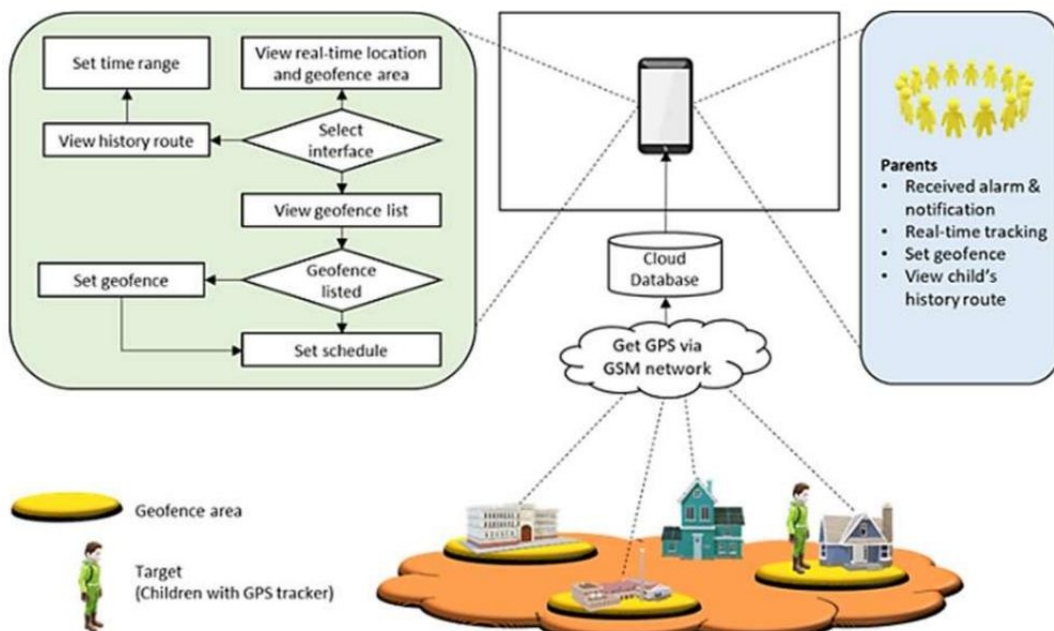 Set time range
View real-time location
and geofence area
View history route
Select
interface
View geofence list
Set geofence
Geofence
listed
Set schedule
Cloud
Database
Get GPS via
GSM network
Parents
• Received alarm &
notification
• Real-time tracking
• Set geofence
• View child's
history route
Geofence area
Target
(Children with GPS tracker)